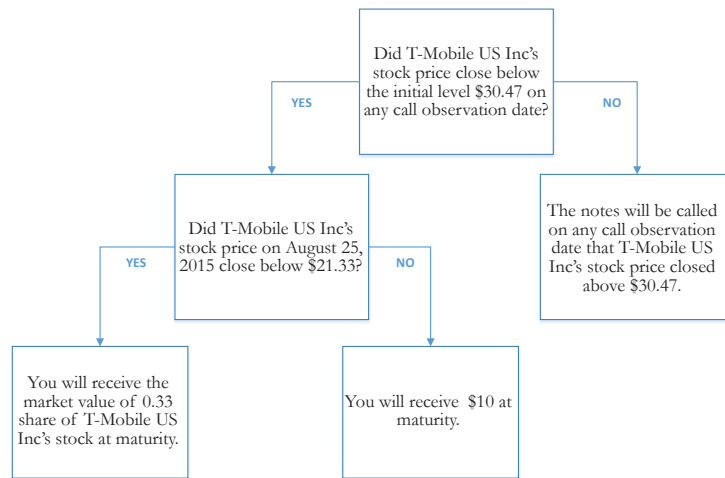 Did T-Mobile US Inc's
stock price close below
the initial level $30.47 on
any call observation date?
YES
NO
Did T-Mobile US Inc's
stock price on August 25,
2015 close below $21.33?
The notes will be called
on any call observation
date that T-Mobile US
Inc's stock price closed
above $30.47.
YES
NO
You will receive the
market value of 0.33
share of T-Mobile US
Inc's stock at maturity.
You will receive $10 at
maturity.